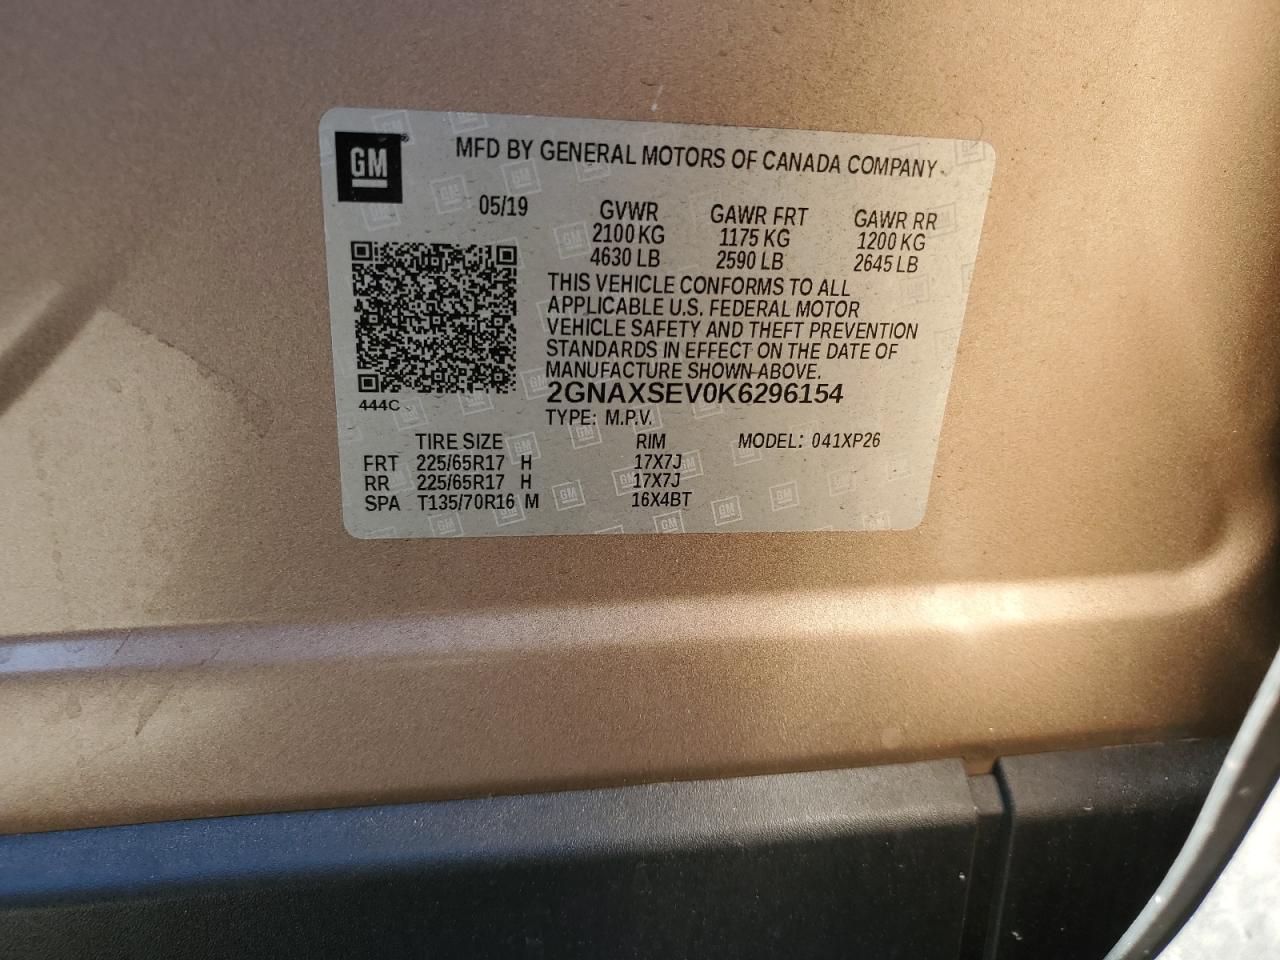 GM
MFD BY GENERAL MOTORS OF CANADA COMPANY
05/19 GVWR GAWR FRT GAWR RR
2100 KG 1175 KG 1200 KG
4630 LB 2590 LB 2645 LB
THIS VEHICLE CONFORMS TO ALL
APPLICABLE U.S. FEDERAL MOTOR
VEHICLE SAFETY AND THEFT PREVENTION
STANDARDS IN EFFECT ON THE DATE OF
MANUFACTURE SHOWN ABOVE.
2GNAXSEV0K6296154
444C
TYPE: M.P.V.
TIRE SIZE RIM MODEL: 041XP26
FRT 225/65R17 H 17X7J
RR 225/65R17 H 17X7J
SPA T135/70R16 M 16X4BT